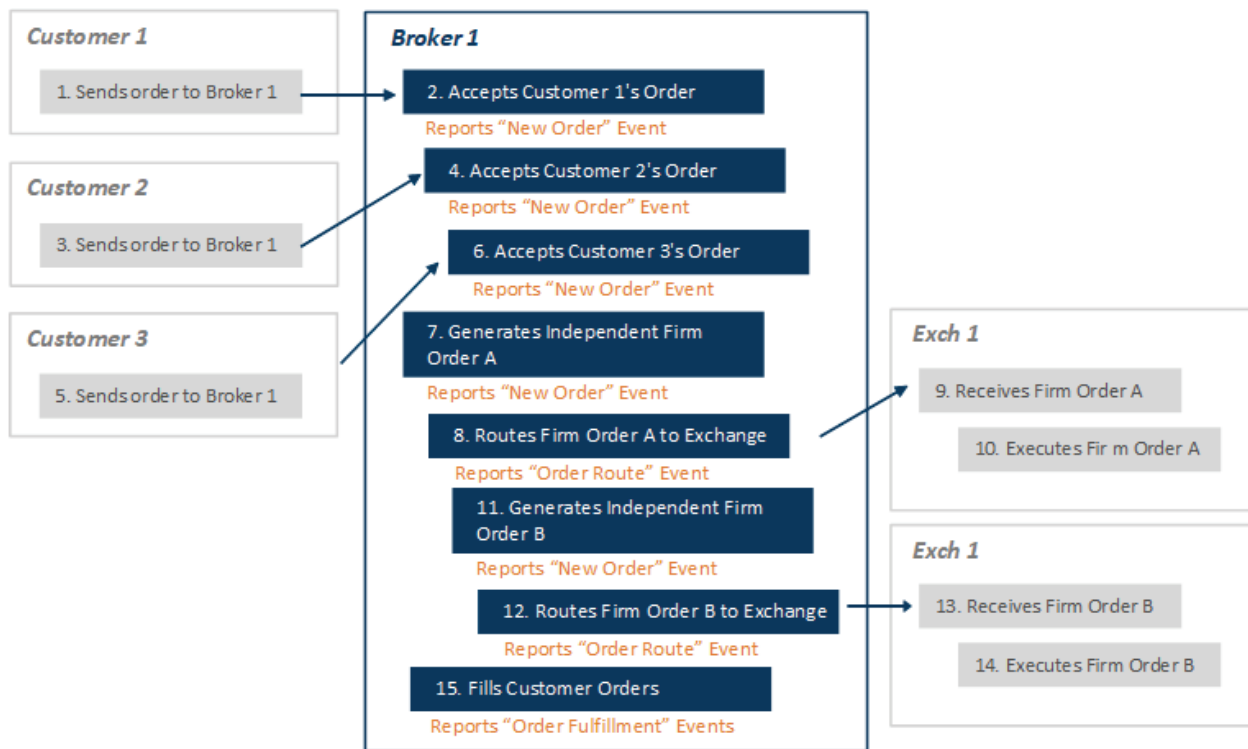 Customer 1
1. Sends order to Broker 1
Customer 2
3. Sends order to Broker 1
Customer 3
5. Sends order to Broker 1
Broker 1
2. Accepts Customer 1's Order
Reports “New Order” Event
4. Accepts Customer 2's Order
Reports “New Order” Event
6. Accepts Customer 3's Order
Reports “New Order” Event
7. Generates Independent Firm
Order A
Reports “New Order” Event
8. Routes Firm Order A to Exchange
Reports “Order Route” Event
11. Generates Independent Firm
Order B
Reports “New Order” Event
12. Routes Firm Order B to Exchange
Reports “Order Route” Event
15. Fills Customer Orders
Reports “Order Fulfillment” Events
Exch 1
9. Receives Firm Order A
10. Executes Fir m Order A
Exch 1
13. Receives Firm Order B
14. Executes Firm Order B